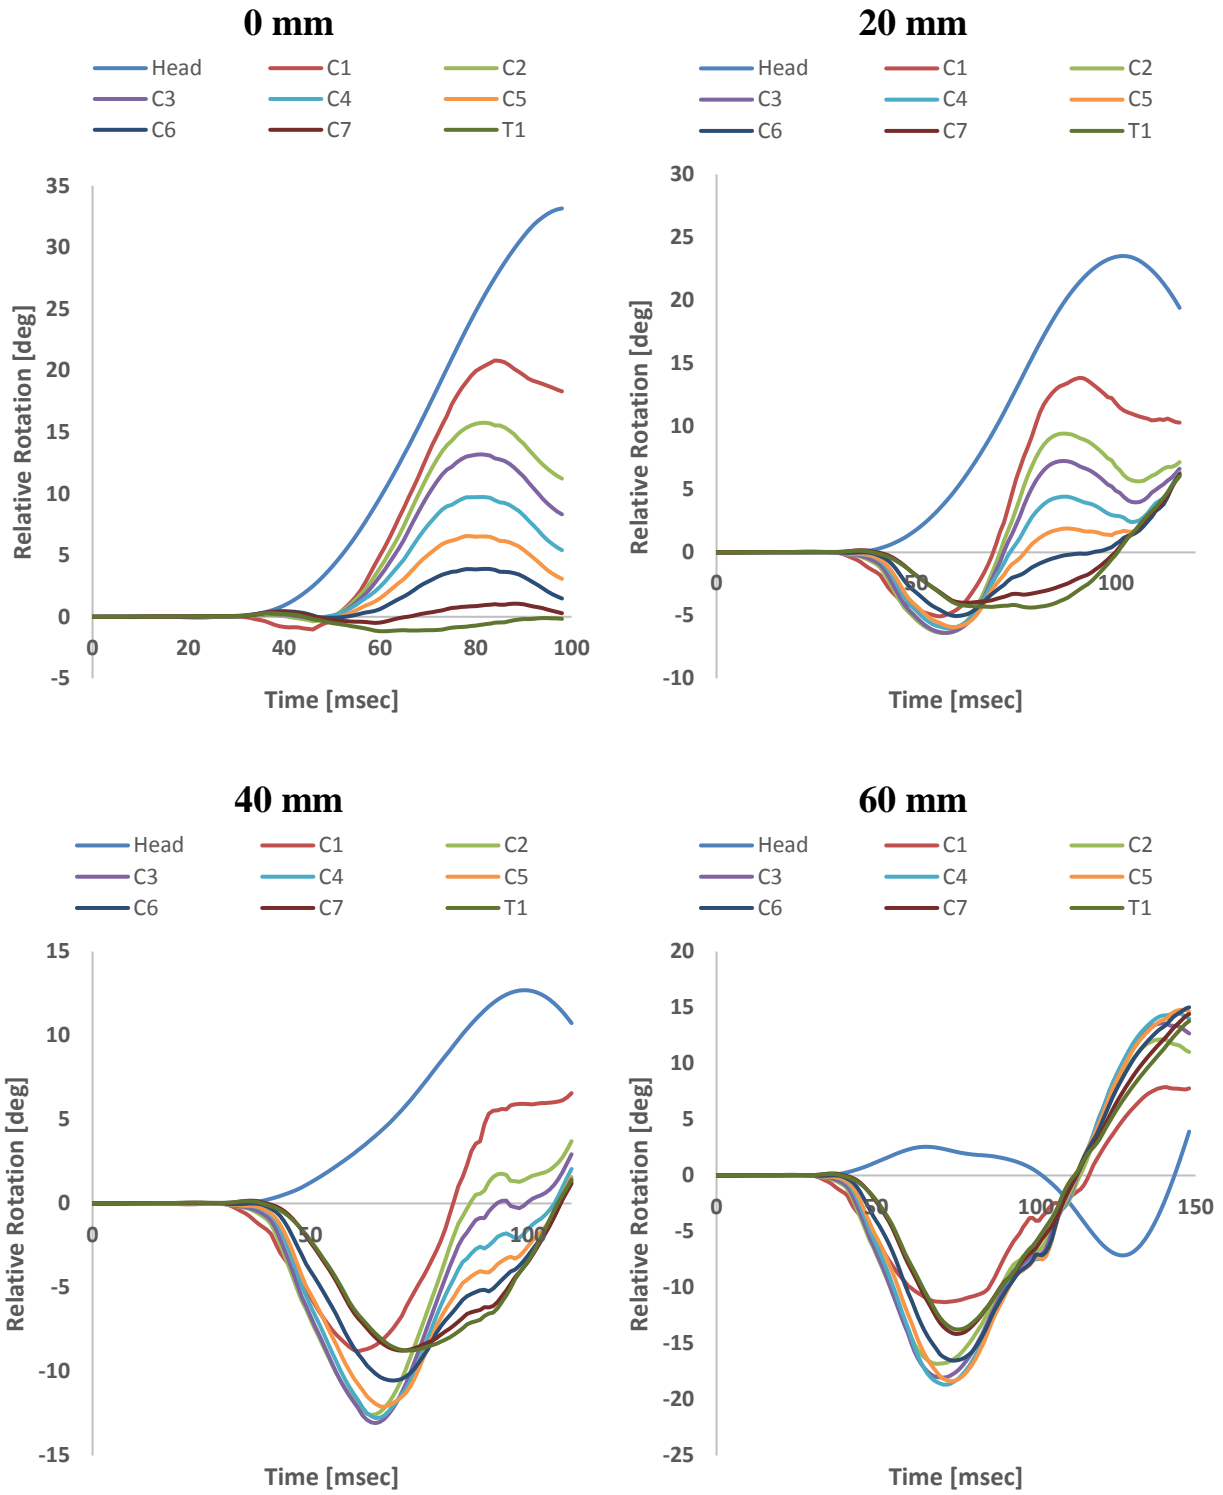 0 mm
Head C1 C2
C3 C4 C5
C6 C7 T1
35
30
25
20
15
10
5
0
-5
0 20 40 60 80 100
Relative Rotation [deg]
Time [msec]
20 mm
Head C1 C2
C3 C4 C5
C6 C7 T1
30
25
20
15
10
5
0
-5
-10
0 50 100
Relative Rotation [deg]
Time [msec]
40 mm
Head C1 C2
C3 C4 C5
C6 C7 T1
15
10
5
0
-5
-10
-15
0 50 100
Relative Rotation [deg]
Time [msec]
60 mm
Head C1 C2
C3 C4 C5
C6 C7 T1
20
15
10
5
0
-5
-10
-15
-20
-25
0 50 100 150
Relative Rotation [deg]
Time [msec]